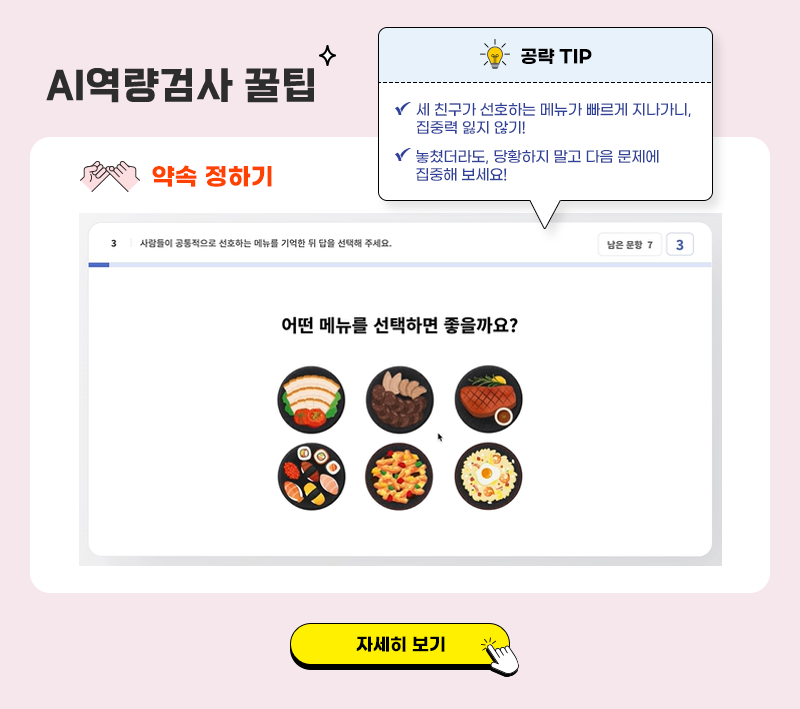 AI역량검사 꿀팁
공략 TIP
세 친구가 선호하는 메뉴가 빠르게 지나가니,
집중력 잃지 않기!
놓쳤더라도, 당황하지 말고 다음 문제에
집중해 보세요!
약속 정하기
3 사람들이 공통적으로 선호하는 메뉴를 기억한 뒤 답을 선택해 주세요. 남은 문항 7 3
어떤 메뉴를 선택하면 좋을까요?
자세히 보기